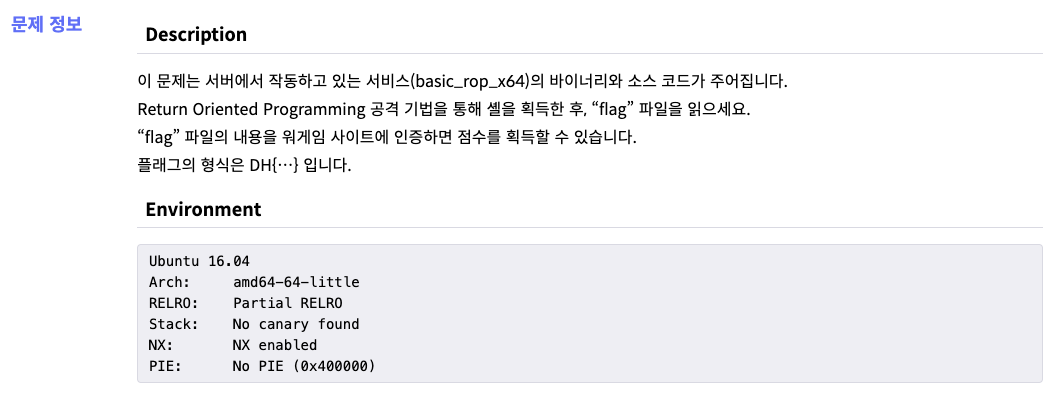 문제 정보
Description
이 문제는 서버에서 작동하고 있는 서비스(basic_rop_x64)의 바이너리와 소스 코드가 주어집니다.
Return Oriented Programming 공격 기법을 통해 셸을 획득한 후, “flag” 파일을 읽으세요.
“flag” 파일의 내용을 워게임 사이트에 인증하면 점수를 획득할 수 있습니다.
플래그의 형식은 DH{…} 입니다.
Environment
Ubuntu 16.04
Arch:     amd64-64-little
RELRO:    Partial RELRO
Stack:    No canary found
NX:       NX enabled
PIE:      No PIE (0x400000)